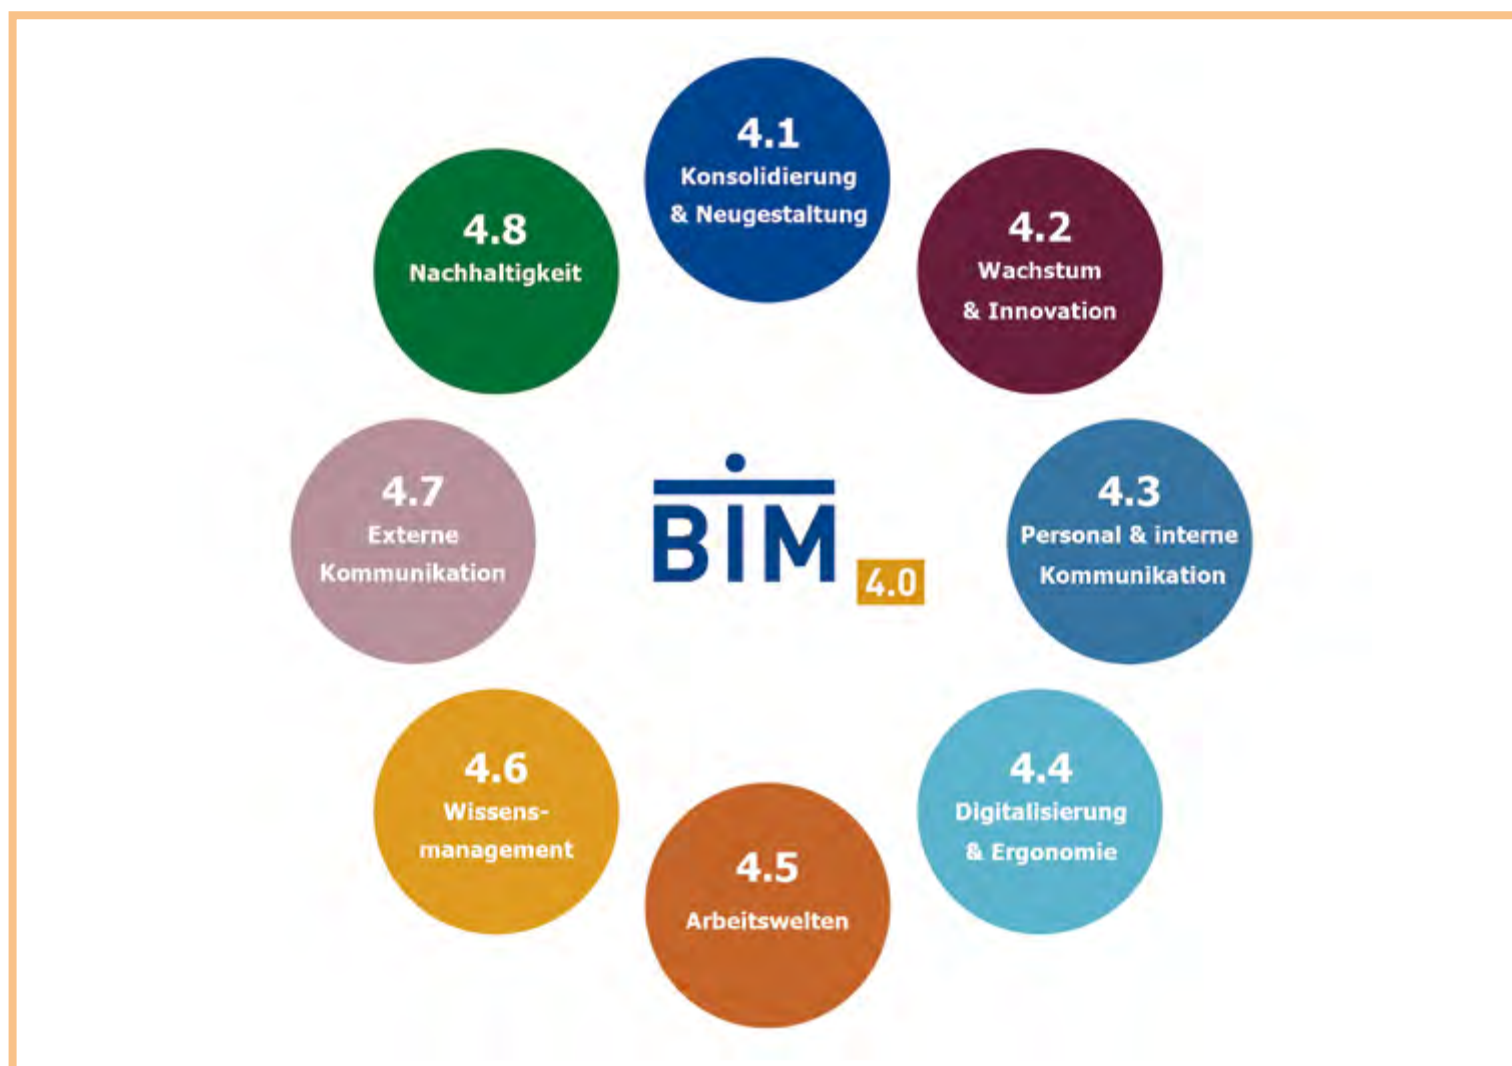 4.1
Konsolidierung
& Neugestaltung
4.2
Wachstum
& Innovation
4.3
Personal & interne
Kommunikation
4.4
Digitalisierung
& Ergonomie
4.5
Arbeitswelten
4.6
Wissens-
management
4.7
Externe
Kommunikation
4.8
Nachhaltigkeit
BIM
4.0